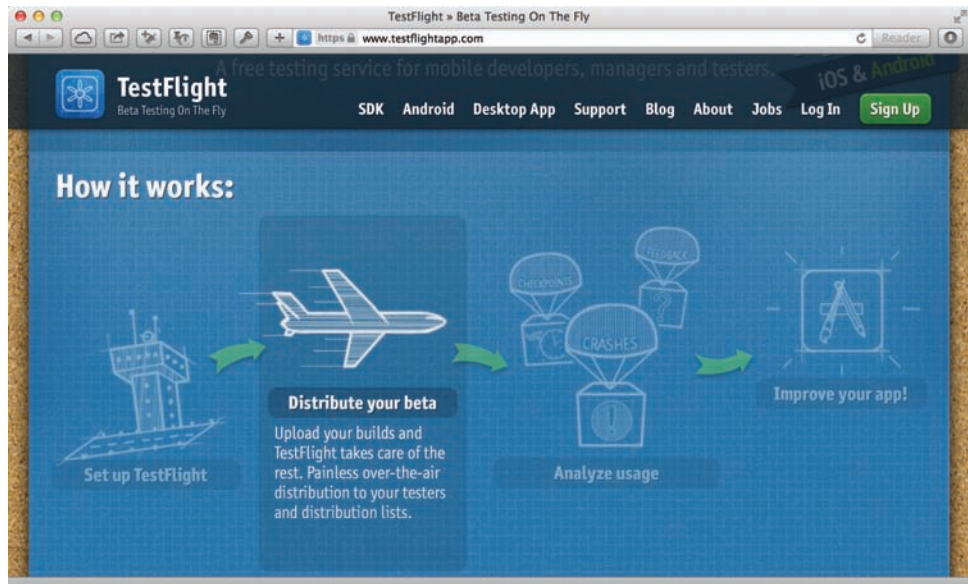 TestFlight » Beta Testing On The Fly
https www.testflightapp.com
Reader
A free testing service for mobile developers, managers and testers.
iOS & Android
TestFlight
Beta Testing On The Fly
SDK Android Desktop App Support Blog About Jobs Log In Sign Up
How it works:
FEEDBACK
CHECKPOINTS
CRASHES
Distribute your beta
Improve your app!
Upload your builds and
TestFlight takes care of the
rest. Painless over-the-air
distribution to your testers
and distribution lists.
Set up TestFlight
Analyze usage